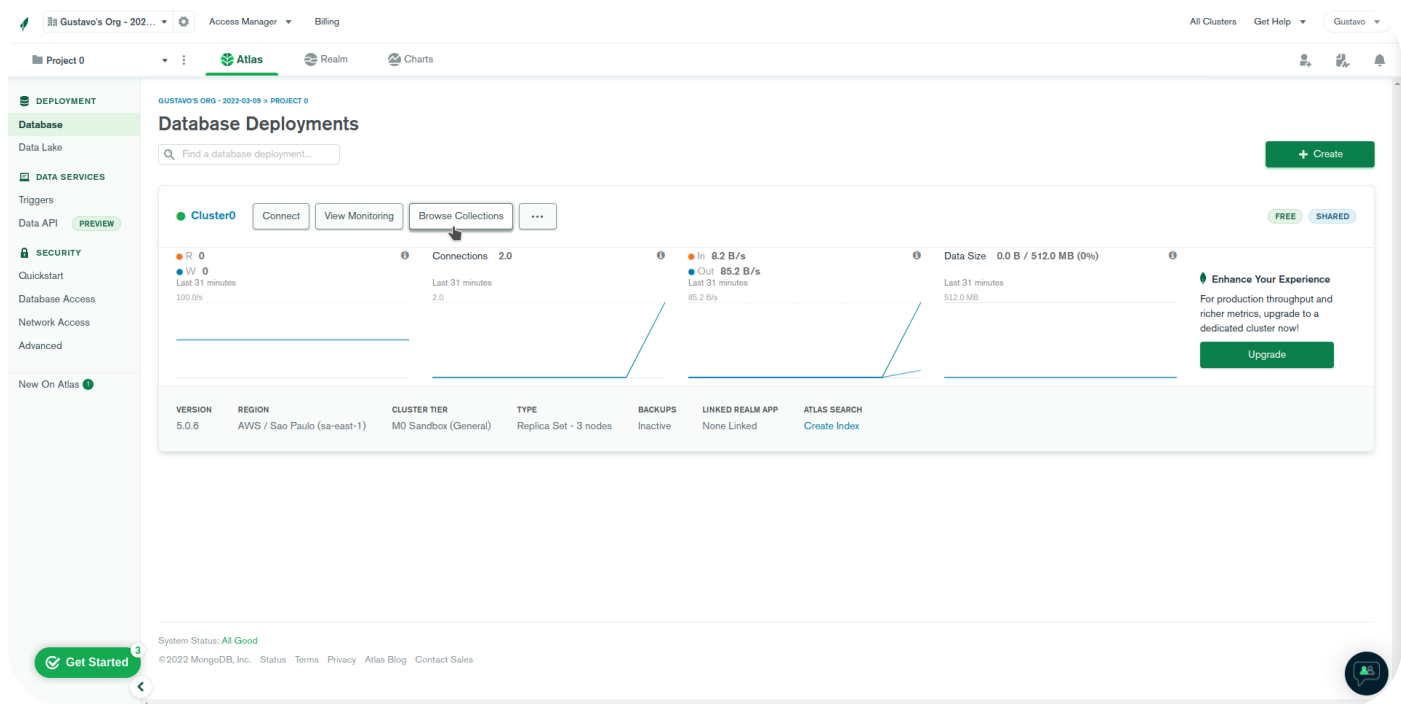 Gustavo's Org - 202...
Access Manager
Billing
All Clusters
Get Help
Gustavo
Project 0
Atlas
Realm
Charts
DEPLOYMENT
Database
Data Lake
DATA SERVICES
Triggers
Data API PREVIEW
SECURITY
Quickstart
Database Access
Network Access
Advanced
New On Atlas 1
GUSTAVO'S ORG - 2022-03-09 > PROJECT 0
Database Deployments
Find a database deployment...
+ Create
Cluster0
Connect
View Monitoring
Browse Collections
...
FREE
SHARED
R 0
W 0
Last 31 minutes
100.0/s
Connections 2.0
Last 31 minutes
2.0
In 8.2 B/s
Out 85.2 B/s
Last 31 minutes
85.2 B/s
Data Size 0.0 B / 512.0 MB (0%)
Last 31 minutes
512.0 MB
Enhance Your Experience
For production throughput and
richer metrics, upgrade to a
dedicated cluster now!
Upgrade
VERSION
5.0.6
REGION
AWS / Sao Paulo (sa-east-1)
CLUSTER TIER
M0 Sandbox (General)
TYPE
Replica Set - 3 nodes
BACKUPS
Inactive
LINKED REALM APP
None Linked
ATLAS SEARCH
Create Index
System Status: All Good
©2022 MongoDB, Inc. Status Terms Privacy Atlas Blog Contact Sales
Get Started
3